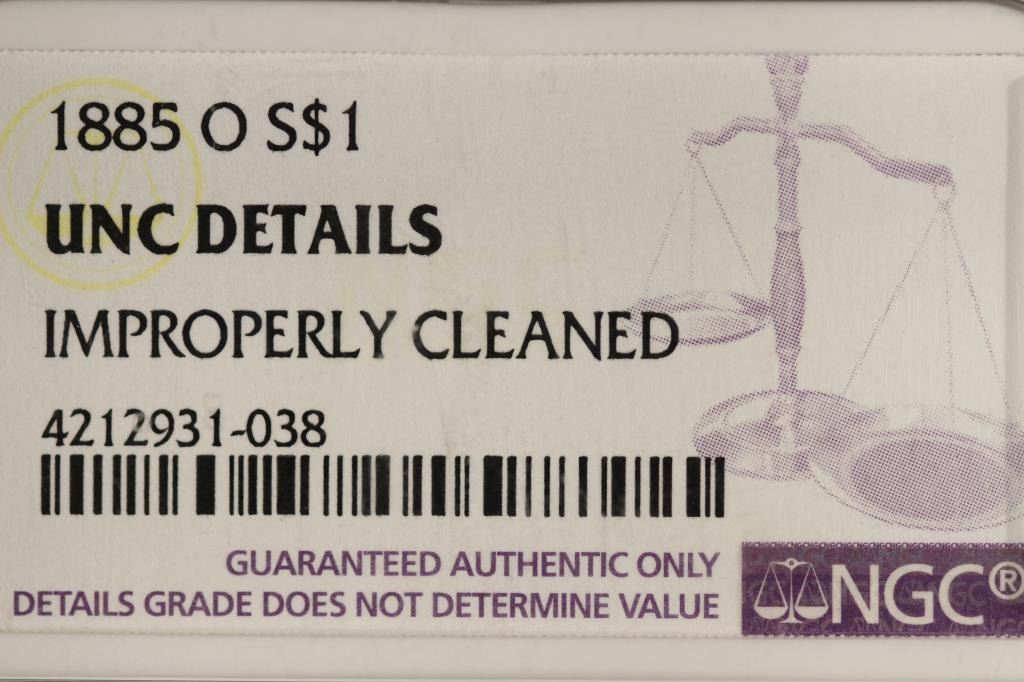 1885 O S$1
UNC DETAILS
IMPROPERLY CLEANED
4212931-038
GUARANTEED AUTHENTIC ONLY
DETAILS GRADE DOES NOT DETERMINE VALUE
NGC®